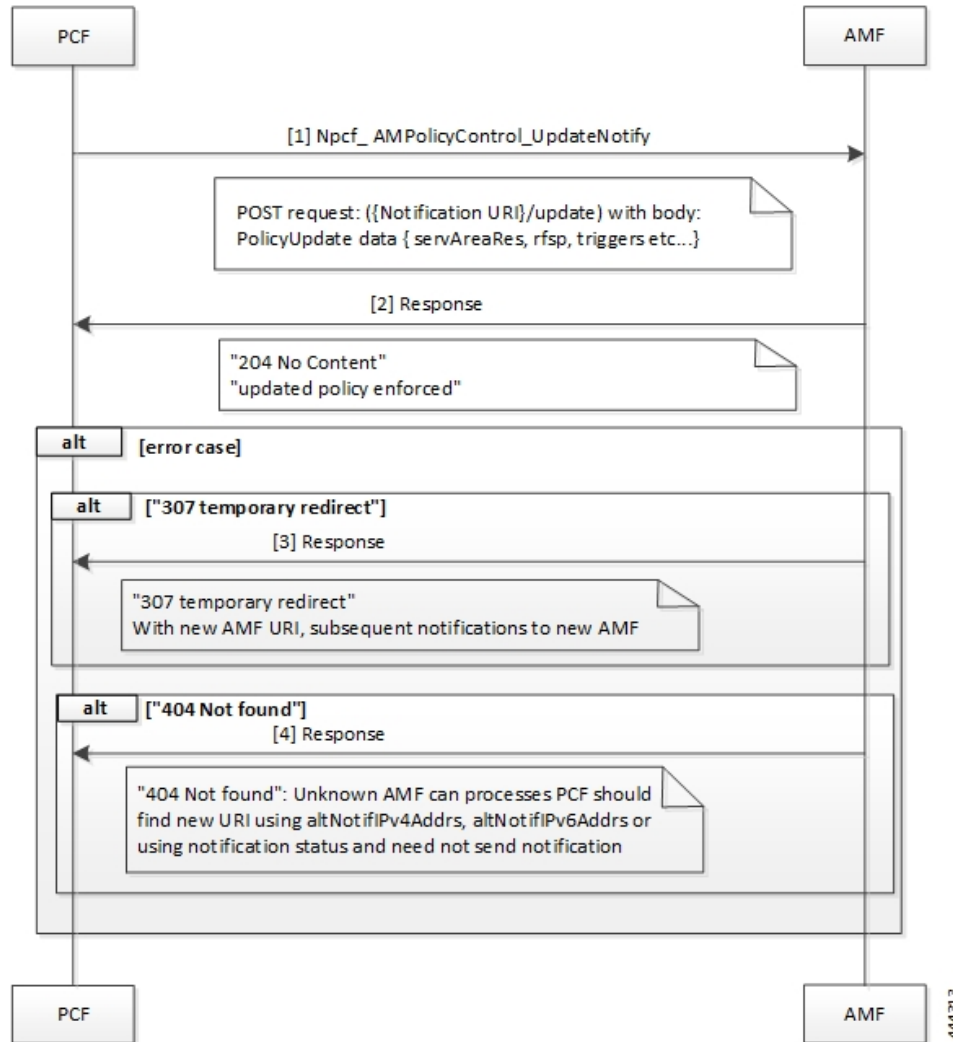 PCF
AMF
[1] Npcf_ AMPolicyControl_UpdateNotify
POST request: ({Notification URI}/update) with body:
PolicyUpdate data { servAreaRes, rfsp, triggers etc...}
[2] Response
"204 No Content"
"updated policy enforced"
alt
[error case]
alt
["307 temporary redirect"]
[3] Response
"307 temporary redirect"
With new AMF URI, subsequent notifications to new AMF
alt
["404 Not found"]
[4] Response
"404 Not found": Unknown AMF can processes PCF should
find new URI using altNotifIPv4Addrs, altNotifIPv6Addrs or
using notification status and need not send notification
PCF
AMF